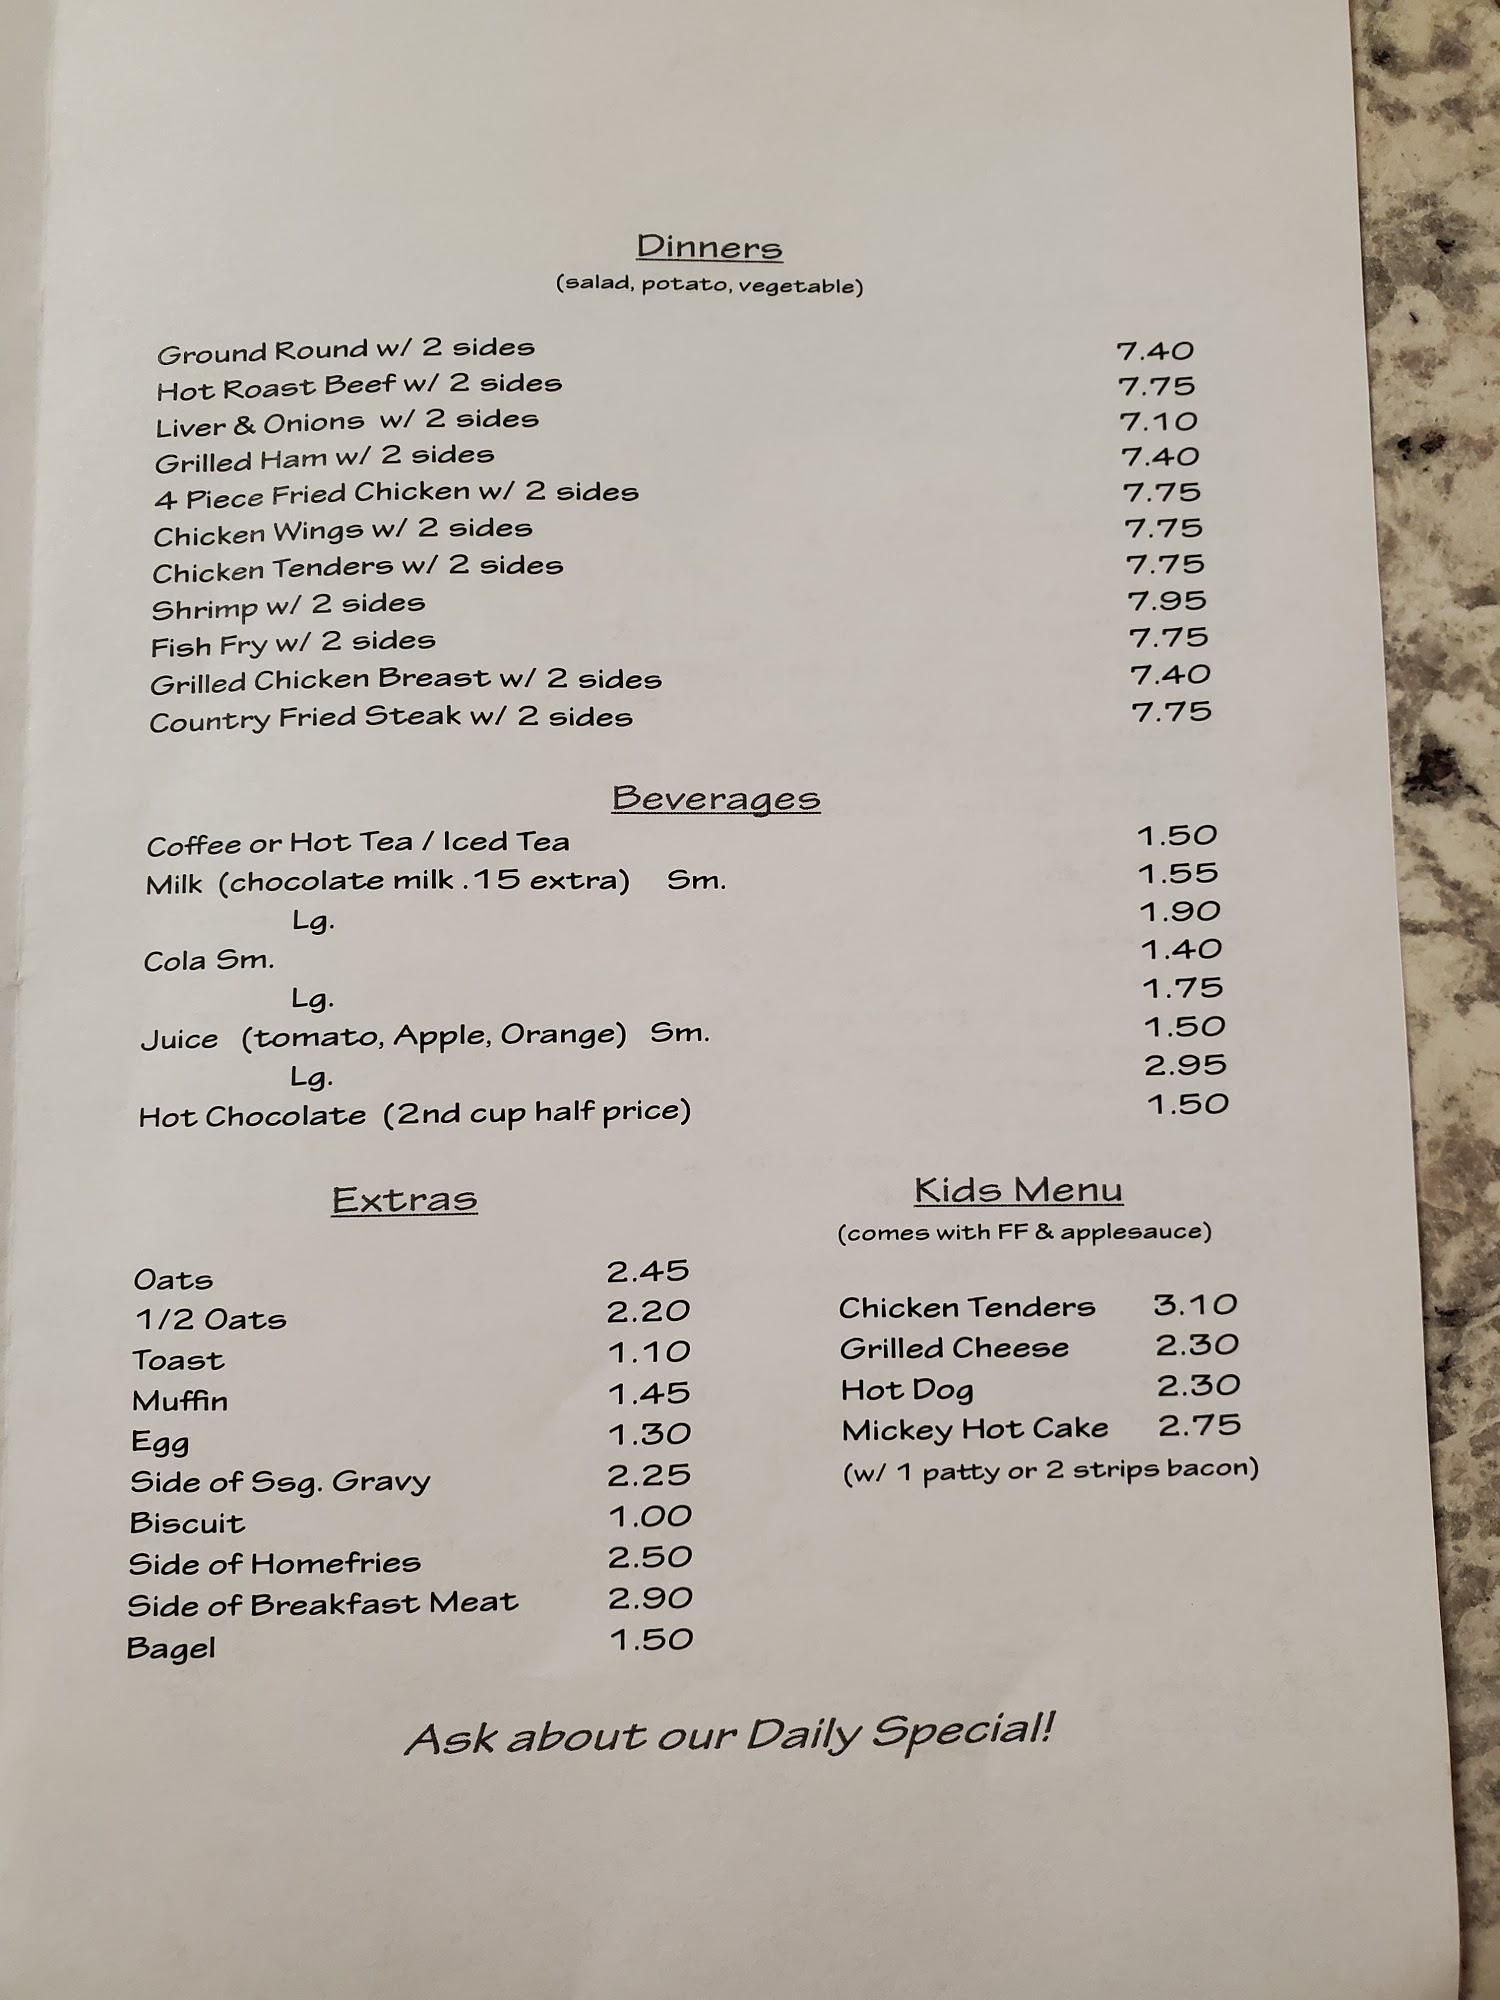 Dinners
(salad, potato, vegetable)
Ground Round w/ 2 sides 7.40
Hot Roast Beef w/ 2 sides 7.75
Liver & Onions w/ 2 sides 7.10
Grilled Ham w/ 2 sides 7.40
4 Piece Fried Chicken w/ 2 sides 7.75
Chicken Wings w/ 2 sides 7.75
Chicken Tenders w/ 2 sides 7.75
Shrimp w/ 2 sides 7.95
Fish Fry w/ 2 sides 7.75
Grilled Chicken Breast w/ 2 sides 7.40
Country Fried Steak w/ 2 sides 7.75
Beverages
Coffee or Hot Tea / Iced Tea 1.50
Milk (chocolate milk .15 extra) Sm. 1.55
Lg. 1.90
Cola Sm. 1.40
Lg. 1.75
Juice (tomato, Apple, Orange) Sm. 1.50
Lg. 2.95
Hot Chocolate (2nd cup half price) 1.50
Extras
Oats 2.45
1/2 Oats 2.20
Toast 1.10
Muffin 1.45
Egg 1.30
Side of Ssg. Gravy 2.25
Biscuit 1.00
Side of Homefries 2.50
Side of Breakfast Meat 2.90
Bagel 1.50
Kids Menu
(comes with FF & applesauce)
Chicken Tenders 3.10
Grilled Cheese 2.30
Hot Dog 2.30
Mickey Hot Cake 2.75
(w/ 1 patty or 2 strips bacon)
Ask about our Daily Special!